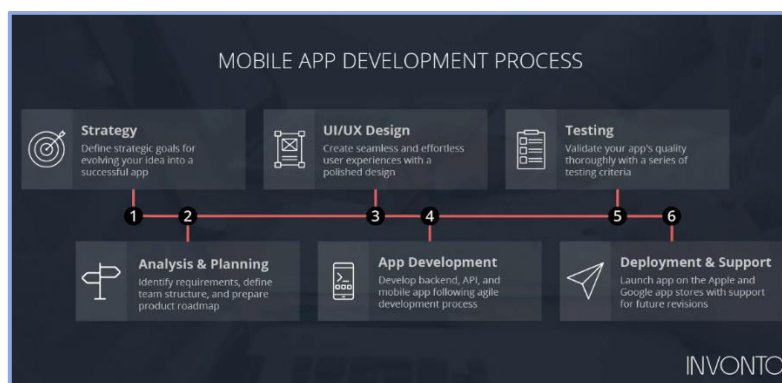 MOBILE APP DEVELOPMENT PROCESS
Strategy
Define strategic goals for
evolving your idea into a
successful app
UI/UX Design
Create seamless and effortless
user experiences with a
polished design
Testing
Validate your app's quality
thoroughly with a series of
testing criteria
1
2
3
4
5
6
Analysis & Planning
Identify requirements, define
team structure, and prepare
product roadmap
App Development
Develop backend, API, and
mobile app following agile
development process
Deployment & Support
Launch app on the Apple and
Google app stores with support
for future revisions
INVONTO